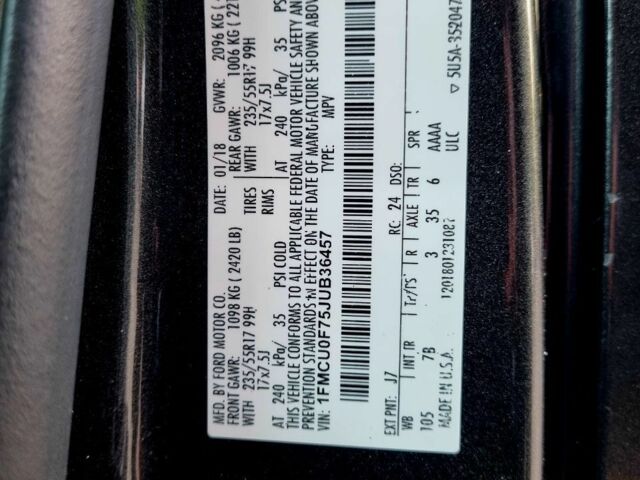 MFD. BY FORD MOTOR CO. DATE: 01/18 GVWR: 2096 KG
FRONT GAWR: 1098 KG (2420 LB) REAR GAWR: 1006 KG
WITH 235/55R17 99H TIRES WITH 235/55R17 99H
17x7.5J RIMS 17x7.5J
AT 240 kPa/ 35 PSI COLD AT 240 kPa/ 35
THIS VEHICLE CONFORMS TO ALL APPLICABLE FEDERAL MOTOR VEHICLE SAFETY
PREVENTION STANDARDS IN EFFECT ON THE DATE OF MANUFACTURE SHOWN ABOVE
VIN: 1FMCU0F75JUB36457 TYPE: MPV
EXT PNT: J7 RC: 24 DSO:
WB INT TR Tr/TS R AXLE TR SPR
105 7B 3 35 6 AAAA
ULC
MADE IN U.S.A. 5U5A-3520472